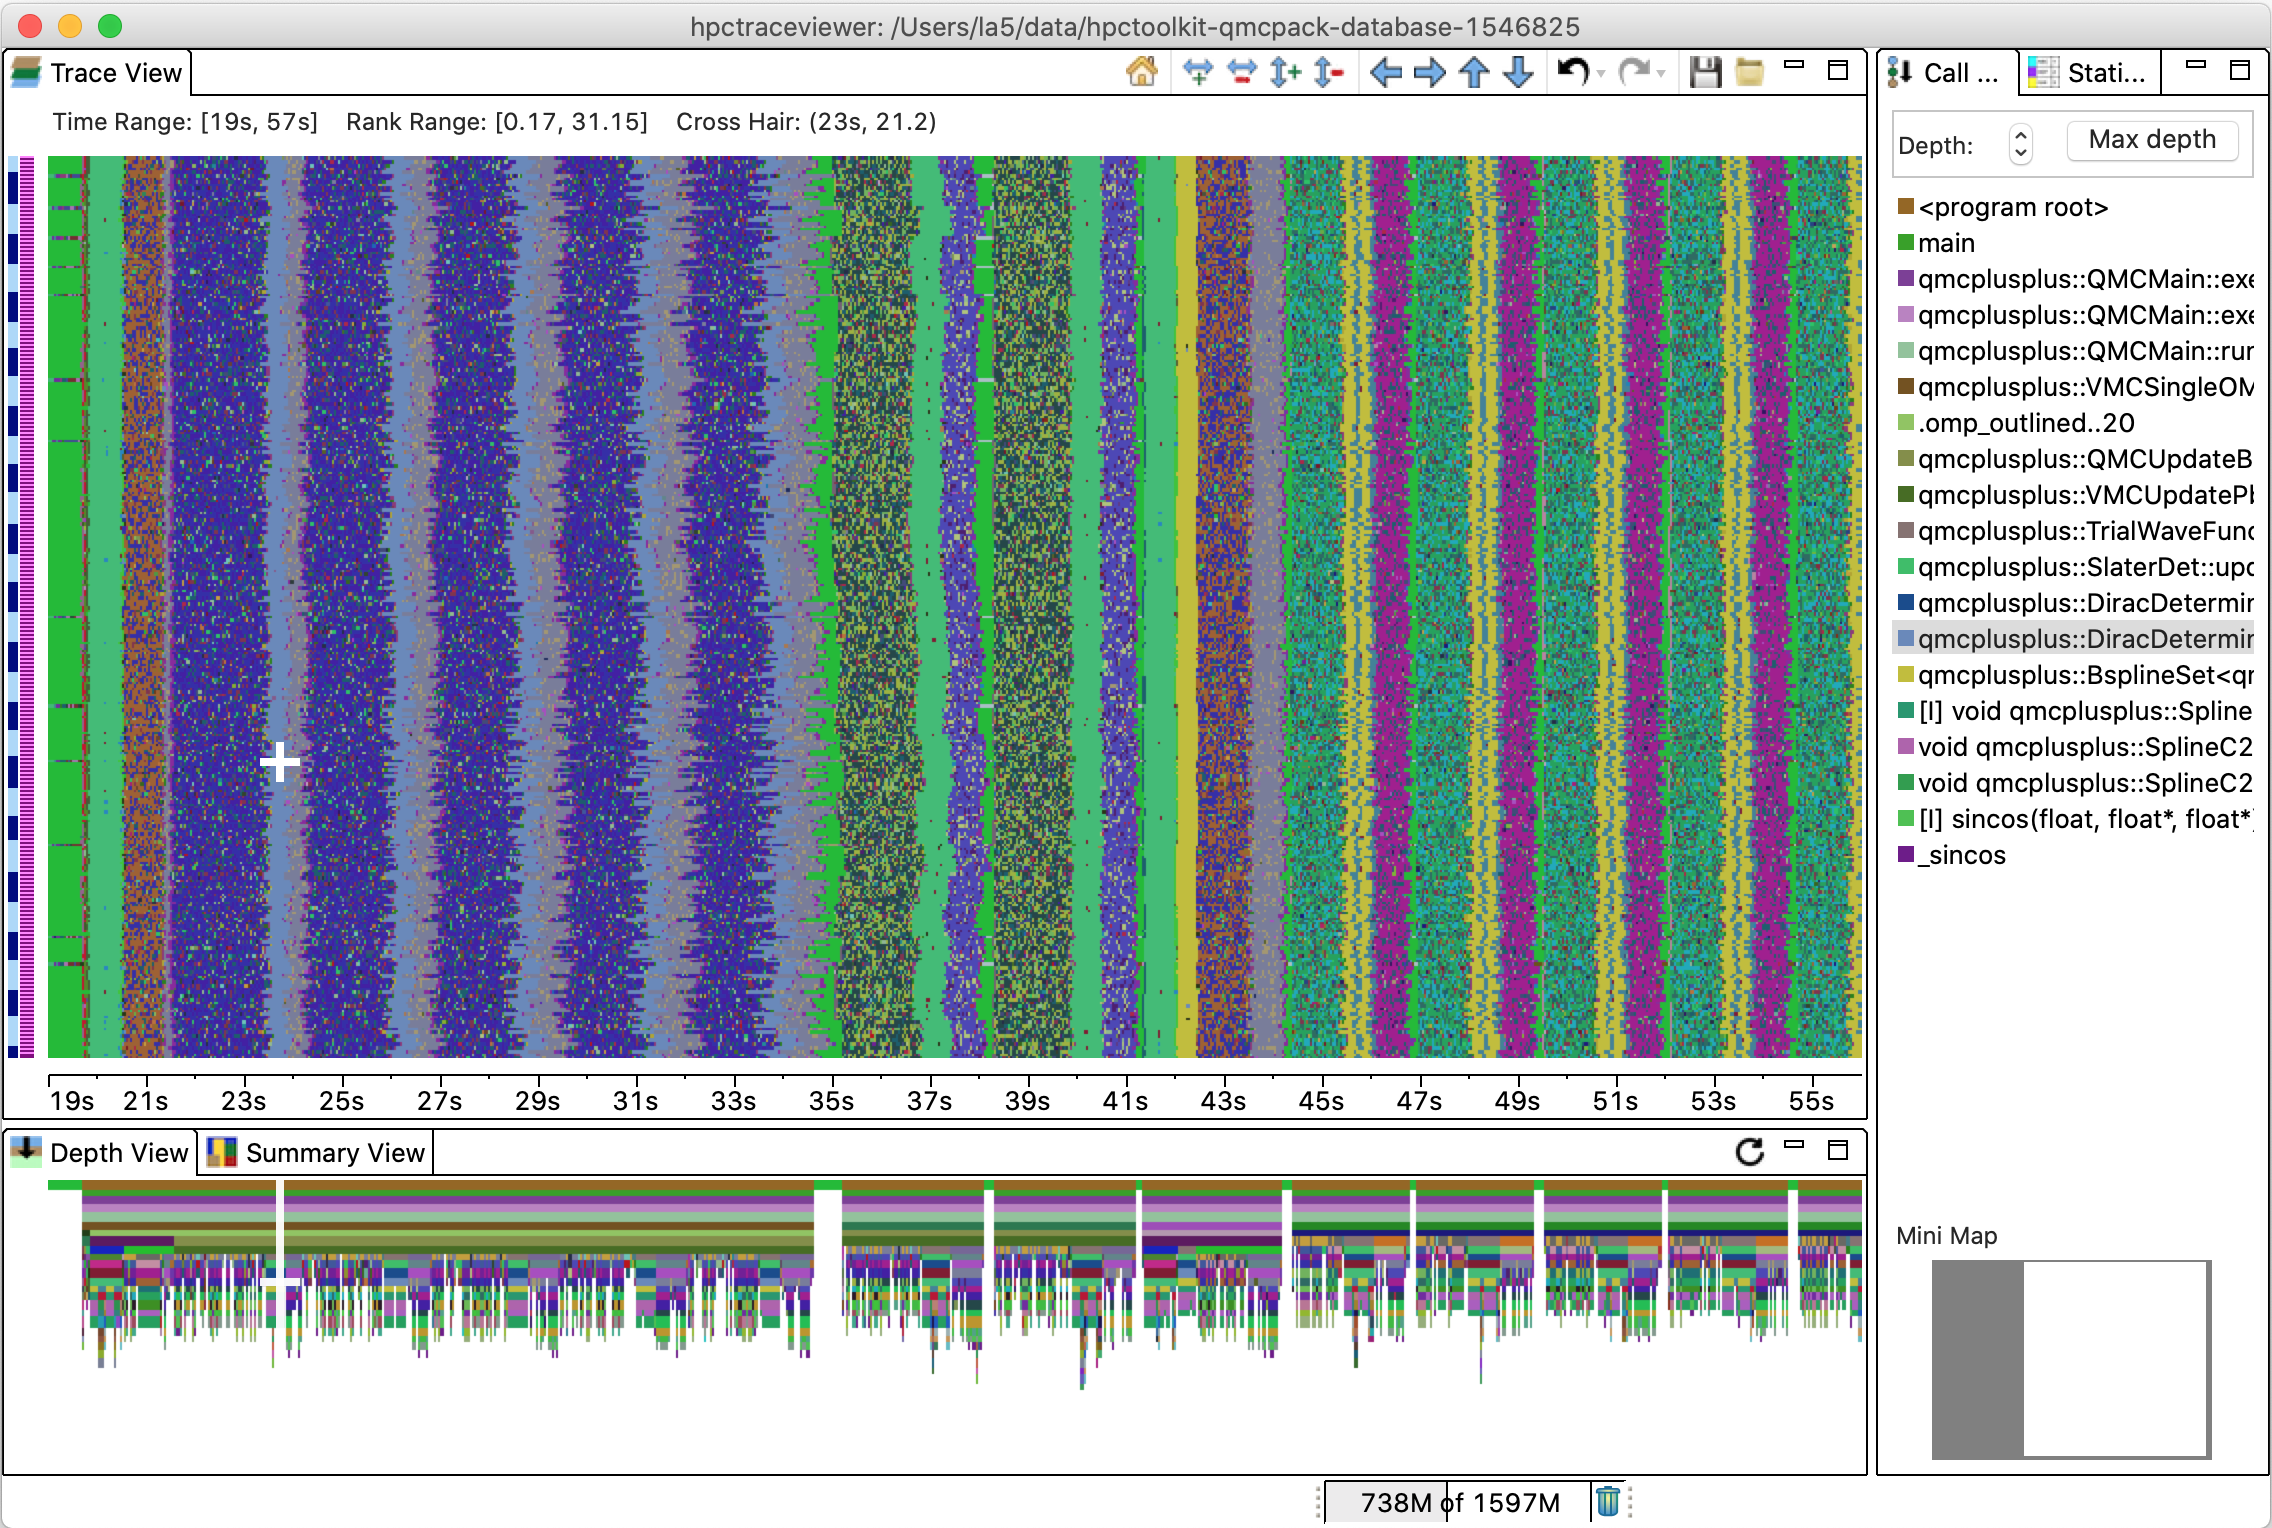 hpctraceviewer: /Users/la5/data/hpctoolkit-qmcpack-database-1546825
Trace View
Call ...
Stati...
Time Range: [19s, 57s] Rank Range: [0.17, 31.15] Cross Hair: (23s, 21.2)
Depth:
Max depth
<program root>
main
qmcplusplus::QMCMain::exe
qmcplusplus::QMCMain::exe
qmcplusplus::QMCMain::rur
qmcplusplus::VMCSingleOM
.omp_outlined..20
qmcplusplus::QMCUpdateB
qmcplusplus::VMCUpdatePb
qmcplusplus::TrialWaveFunc
qmcplusplus::SlaterDet::upd
qmcplusplus::DiracDetermir
qmcplusplus::DiracDetermir
qmcplusplus::BsplineSet<qr
[I] void qmcplusplus::Spline
void qmcplusplus::SplineC2
void qmcplusplus::SplineC2
[I] sincos(float, float*, float*)
_sincos
19s 21s 23s 25s 27s 29s 31s 33s 35s 37s 39s 41s 43s 45s 47s 49s 51s 53s 55s
Depth View
Summary View
Mini Map
738M of 1597M